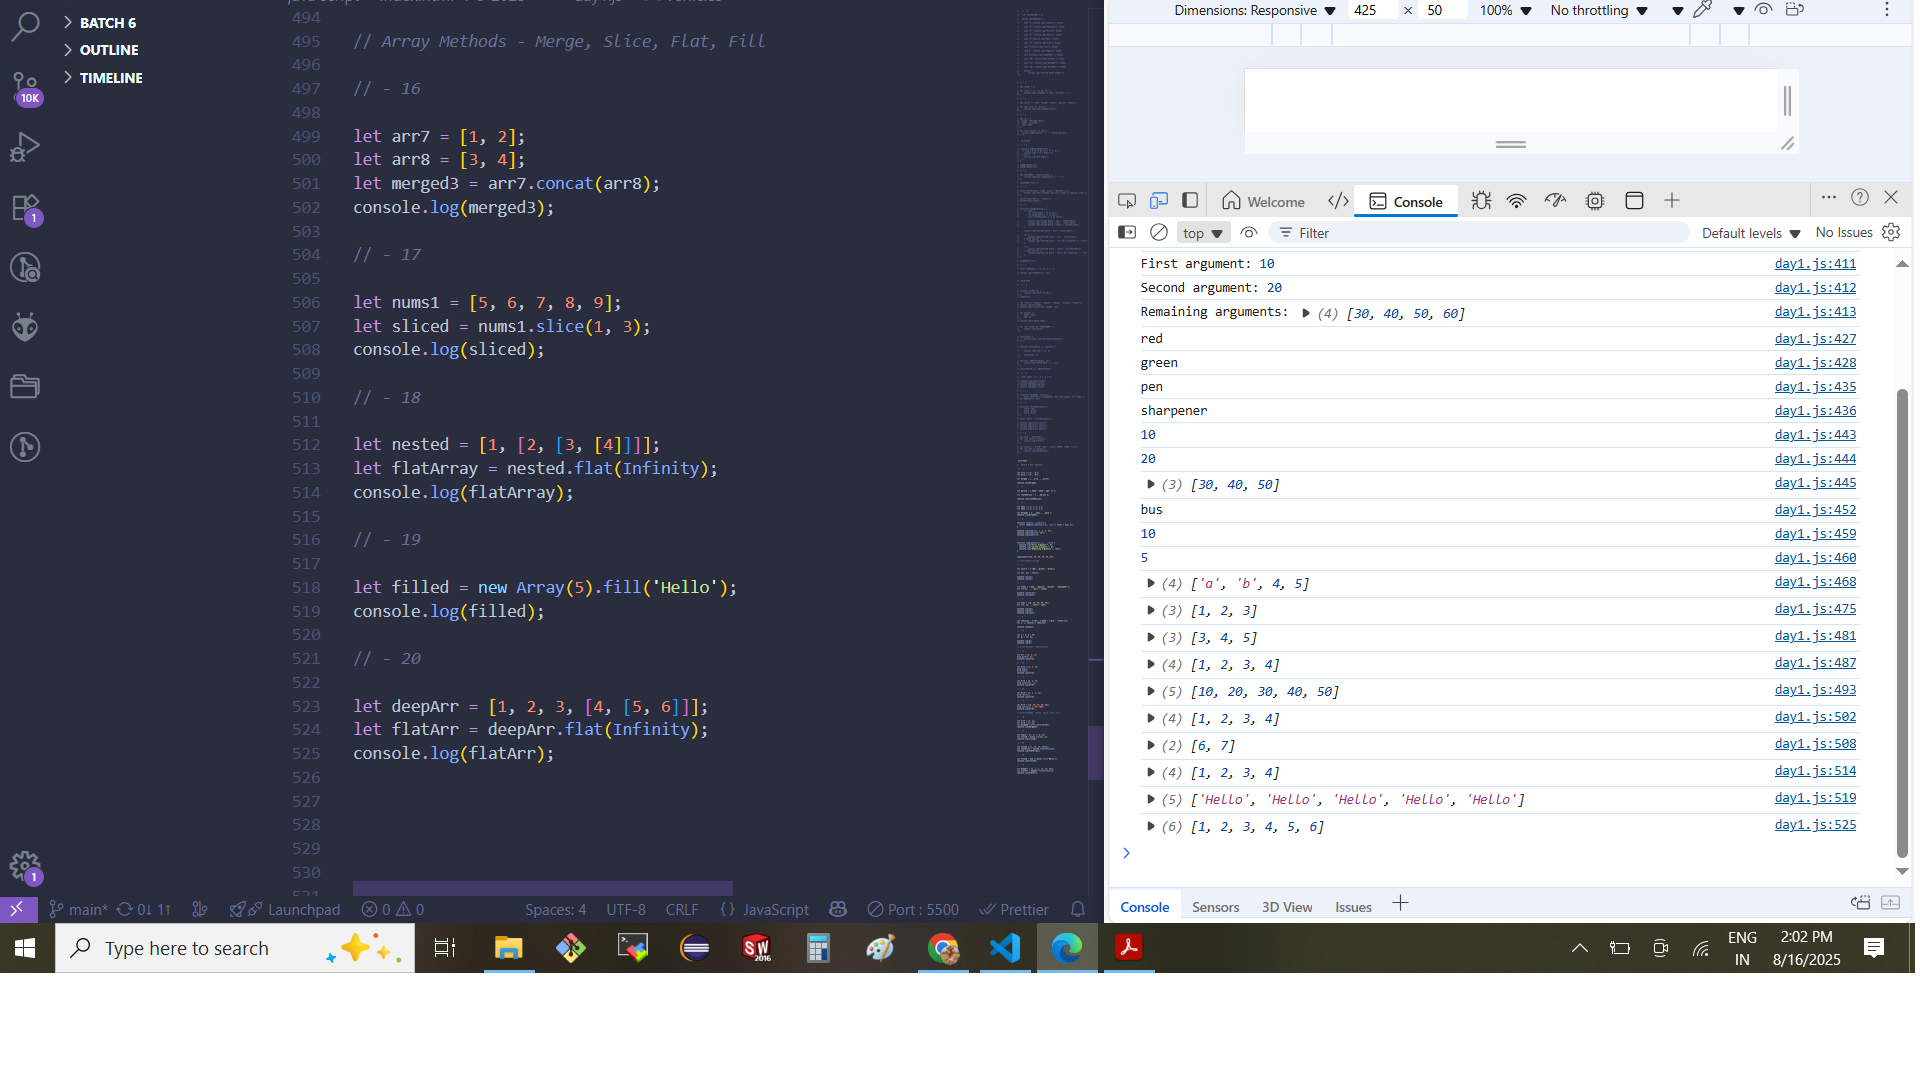 BATCH 6
OUTLINE
TIMELINE
10K
1
1
494
495 // Array Methods - Merge, Slice, Flat, Fill
496
497 // - 16
498
499 let arr7 = [1, 2];
500 let arr8 = [3, 4];
501 let merged3 = arr7.concat(arr8);
502 console.log(merged3);
503
504 // - 17
505
506 let nums1 = [5, 6, 7, 8, 9];
507 let sliced = nums1.slice(1, 3);
508 console.log(sliced);
509
510 // - 18
511
512 let nested = [1, [2, [3, [4]]]];
513 let flatArray = nested.flat(Infinity);
514 console.log(flatArray);
515
516 // - 19
517
518 let filled = new Array(5).fill('Hello');
519 console.log(filled);
520
521 // - 20
522
523 let deepArr = [1, 2, 3, [4, [5, 6]]];
524 let flatArr = deepArr.flat(Infinity);
525 console.log(flatArr);
526
527
528
529
530
main* 0↓ 1↑ Launchpad 0 0 Spaces: 4 UTF-8 CRLF {} JavaScript Port : 5500 Prettier
Dimensions: Responsive 425 × 50 100% No throttling
Welcome Console
top Filter Default levels No Issues
First argument: 10 day1.js:411
Second argument: 20 day1.js:412
Remaining arguments: (4) [30, 40, 50, 60] day1.js:413
red day1.js:427
green day1.js:428
pen day1.js:435
sharpener day1.js:436
10 day1.js:443
20 day1.js:444
(3) [30, 40, 50] day1.js:445
bus day1.js:452
10 day1.js:459
5 day1.js:460
(4) ['a', 'b', 4, 5] day1.js:468
(3) [1, 2, 3] day1.js:475
(3) [3, 4, 5] day1.js:481
(4) [1, 2, 3, 4] day1.js:487
(5) [10, 20, 30, 40, 50] day1.js:493
(4) [1, 2, 3, 4] day1.js:502
(2) [6, 7] day1.js:508
(4) [1, 2, 3, 4] day1.js:514
(5) ['Hello', 'Hello', 'Hello', 'Hello', 'Hello'] day1.js:519
(6) [1, 2, 3, 4, 5, 6] day1.js:525
Console Sensors 3D View Issues
Type here to search
SW
2016
ENG
IN
2:02 PM
8/16/2025